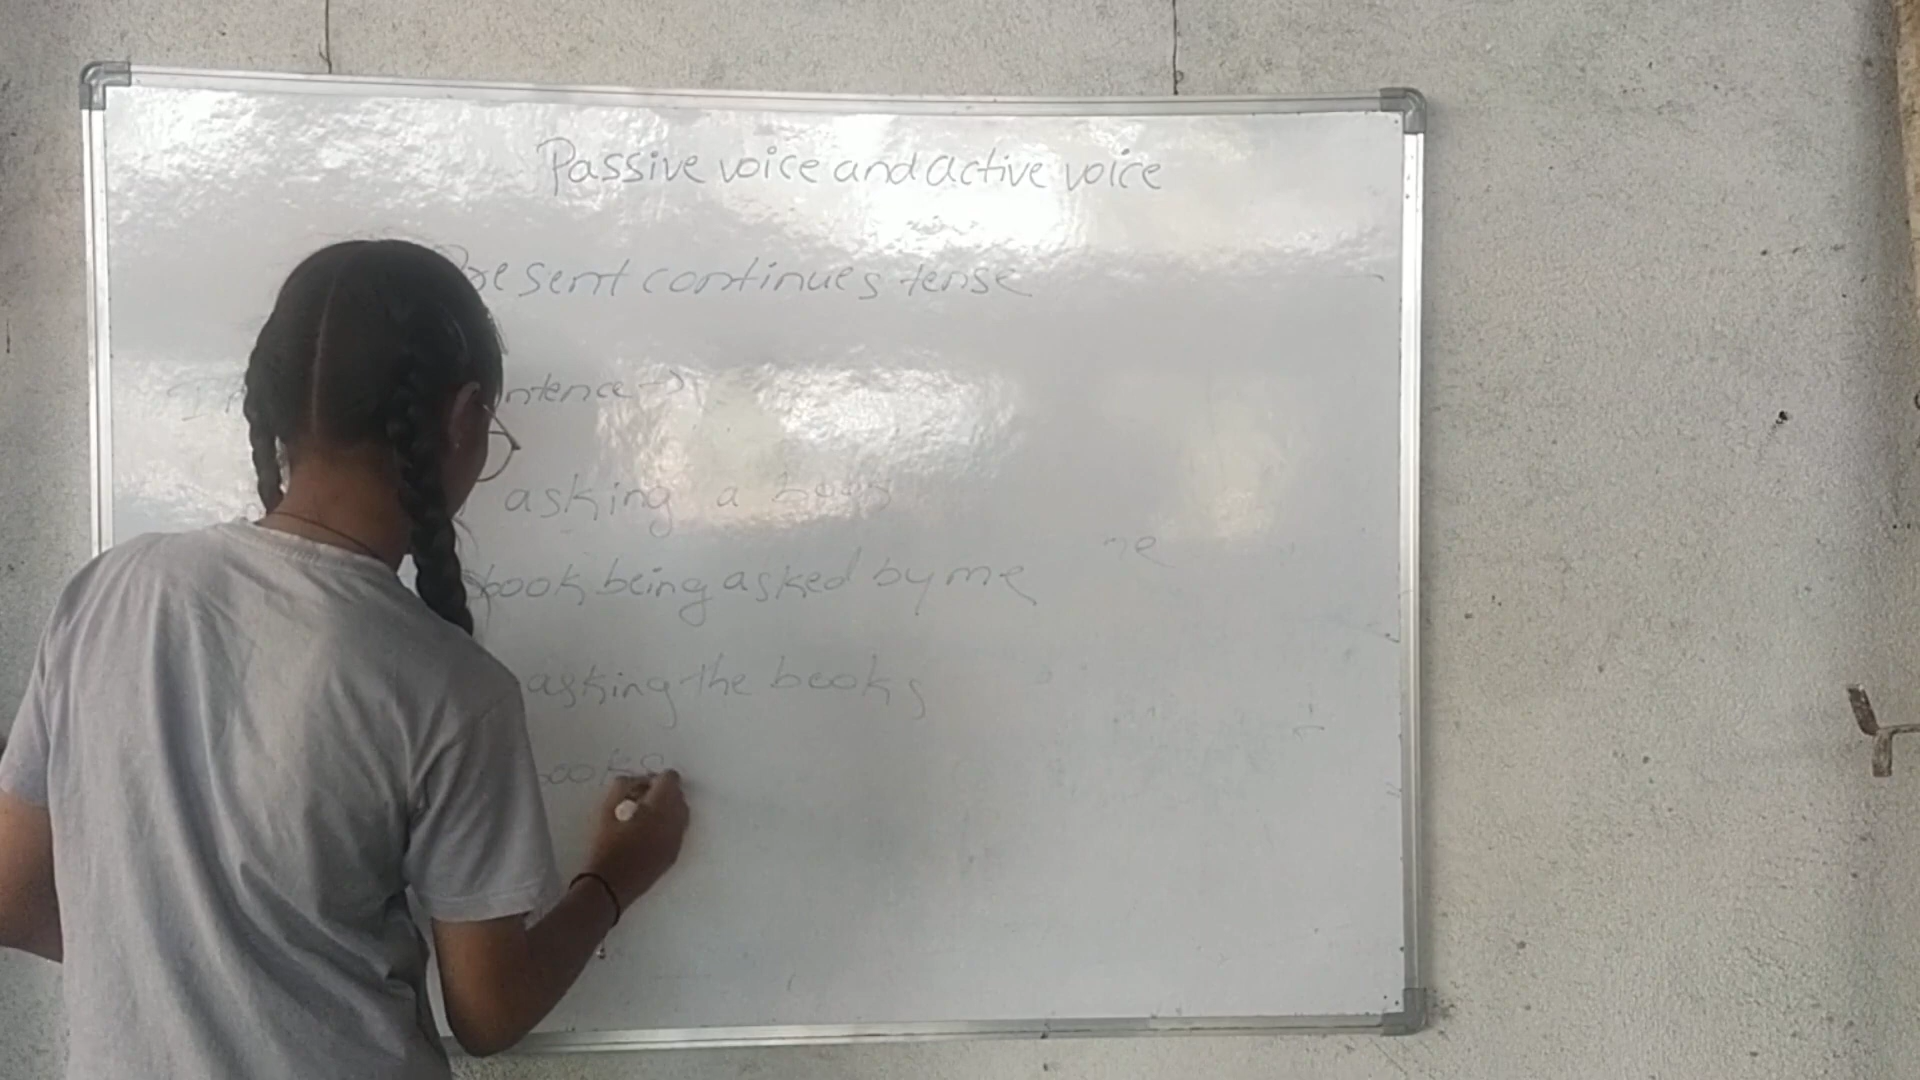 Passive voice and active voice
Present continues tense
ntence →
asking a book
book being asked by me
asking the books
books